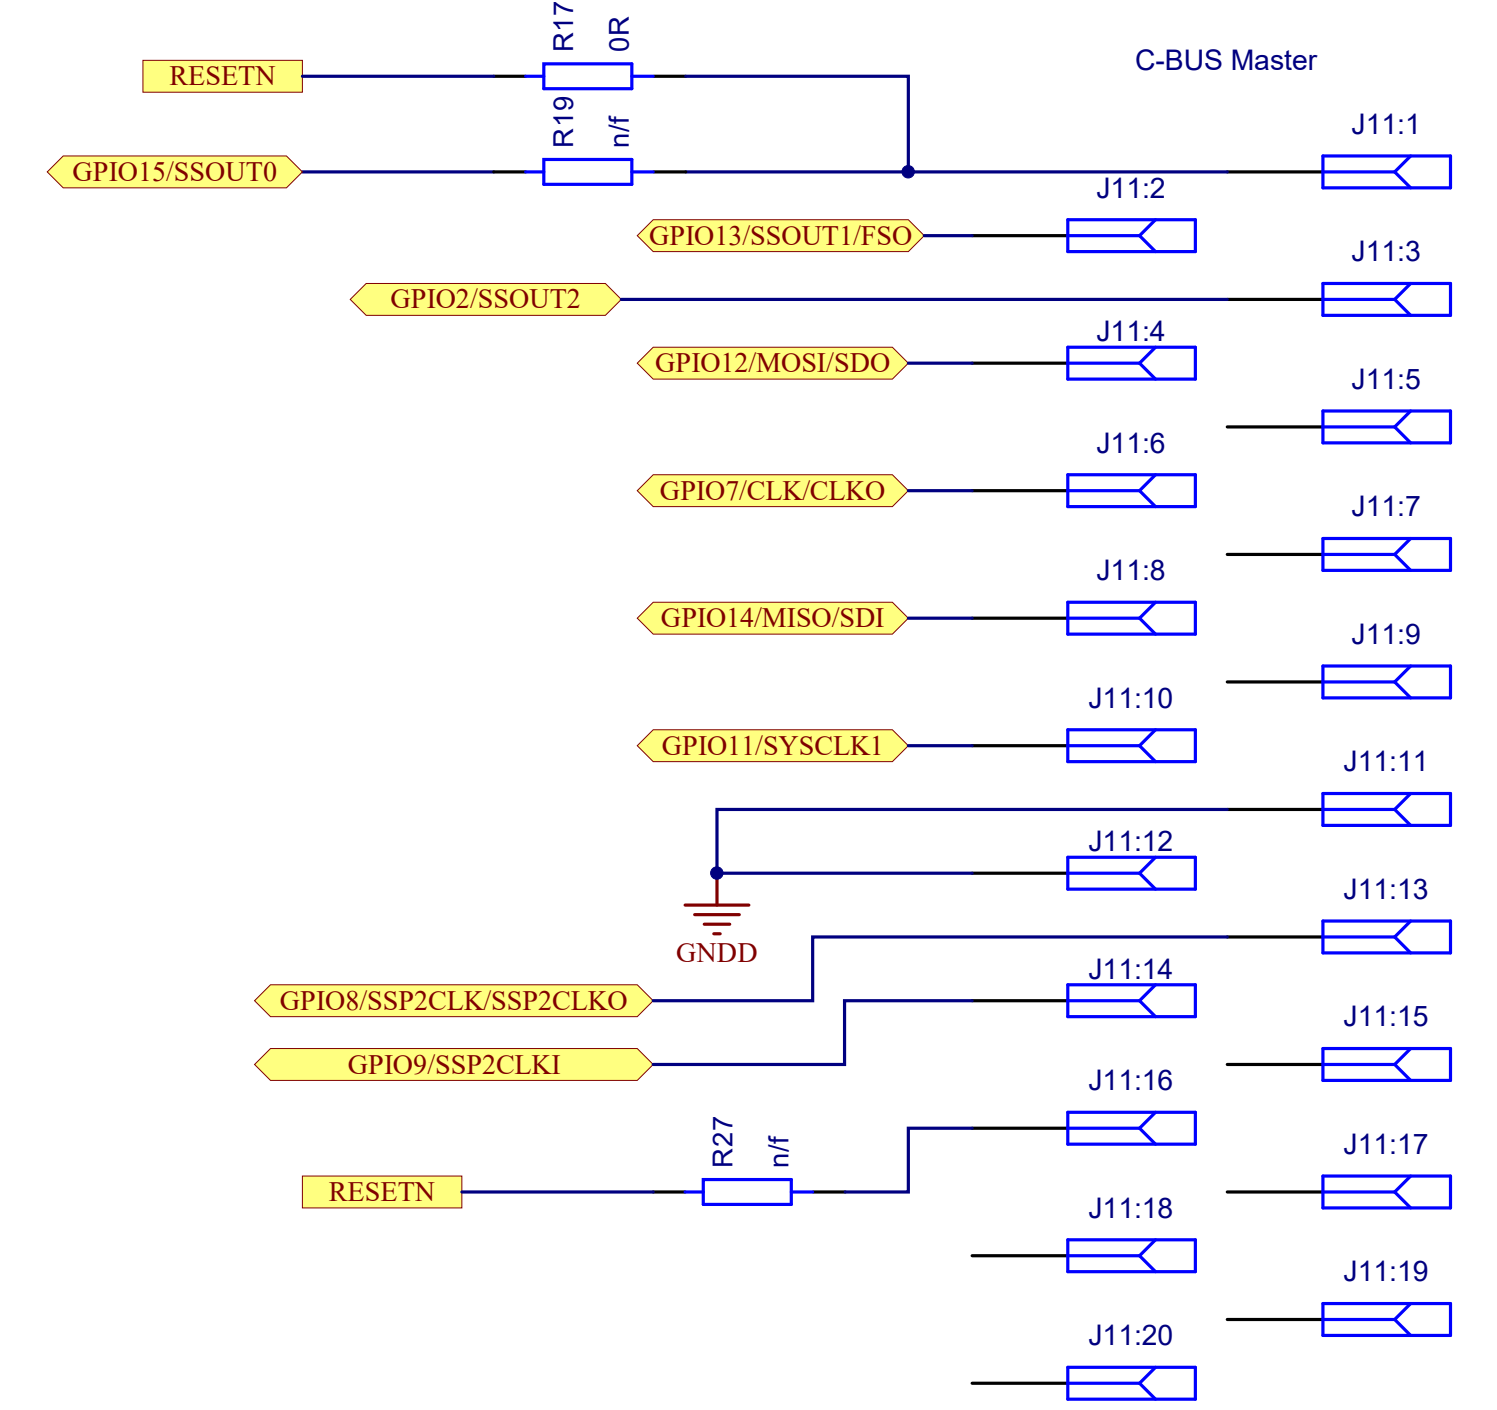 R17
0R
C-BUS Master
RESETN
R19
n/f
J11:1
GPIO15/SSOUT0
J11:2
GPIO13/SSOUT1/FSO
J11:3
GPIO2/SSOUT2
J11:4
GPIO12/MOSI/SDO
J11:5
J11:6
GPIO7/CLK/CLKO
J11:7
J11:8
GPIO14/MISO/SDI
J11:9
J11:10
GPIO11/SYSCLK1
J11:11
J11:12
J11:13
GNDD
J11:14
GPIO8/SSP2CLK/SSP2CLKO
J11:15
GPIO9/SSP2CLKI
J11:16
R27
n/f
J11:17
RESETN
J11:18
J11:19
J11:20